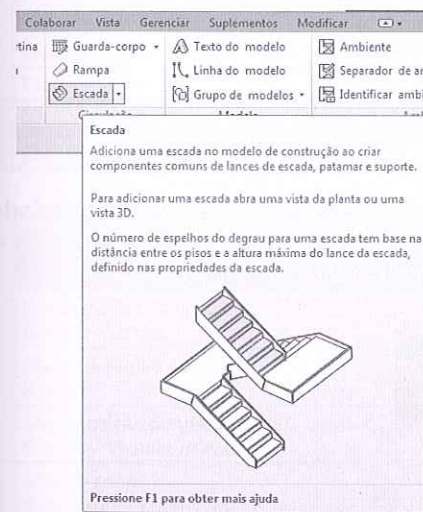 Colaborar Vista Gerenciar Suplementos Modificar
Guarda-corpo Texto do modelo Ambiente
Rampa Linha do modelo Separador de
Escada Grupo de modelos Identificar
Escada
Adiciona uma escada no modelo de construção ao criar
componentes comuns de lances de escada, patamar e suporte.
Para adicionar uma escada abra uma vista da planta ou uma
vista 3D.
O número de espelhos do degrau para uma escada tem base na
distância entre os pisos e a altura máxima do lance da escada,
definido nas propriedades da escada.
Pressione F1 para obter mais ajuda